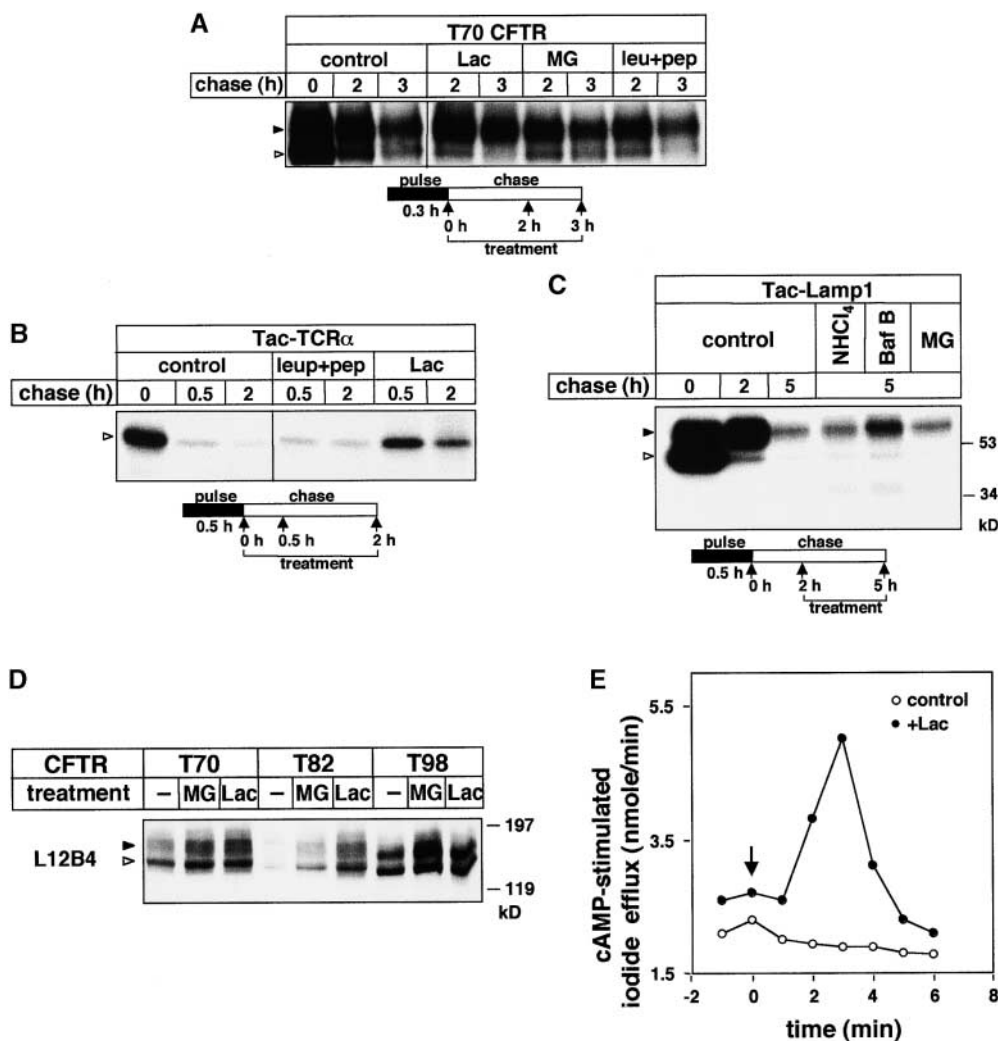 A
T70 CFTR
control Lac MG leu+pep
chase (h) 0 2 3 2 3 2 3 2 3
pulse chase
0.3 h 0 h 2 h 3 h
treatment
B
Tac-TCRα
control leup+pep Lac
chase (h) 0 0.5 2 0.5 2 0.5 2
pulse chase
0.5 h 0 h 0.5 h 2 h
treatment
C
Tac-Lamp1
control NHCl4 Baf B MG
chase (h) 0 2 5 5
53
34
kD
pulse chase
0.5 h 0 h 2 h 5 h
treatment
D
CFTR T70 T82 T98
treatment – MG Lac – MG Lac – MG Lac
L12B4
197
119
kD
E
cAMP-stimulated
iodide efflux (nmole/min)
5.5
3.5
1.5
control
+Lac
-2 0 2 4 6 8
time (min)